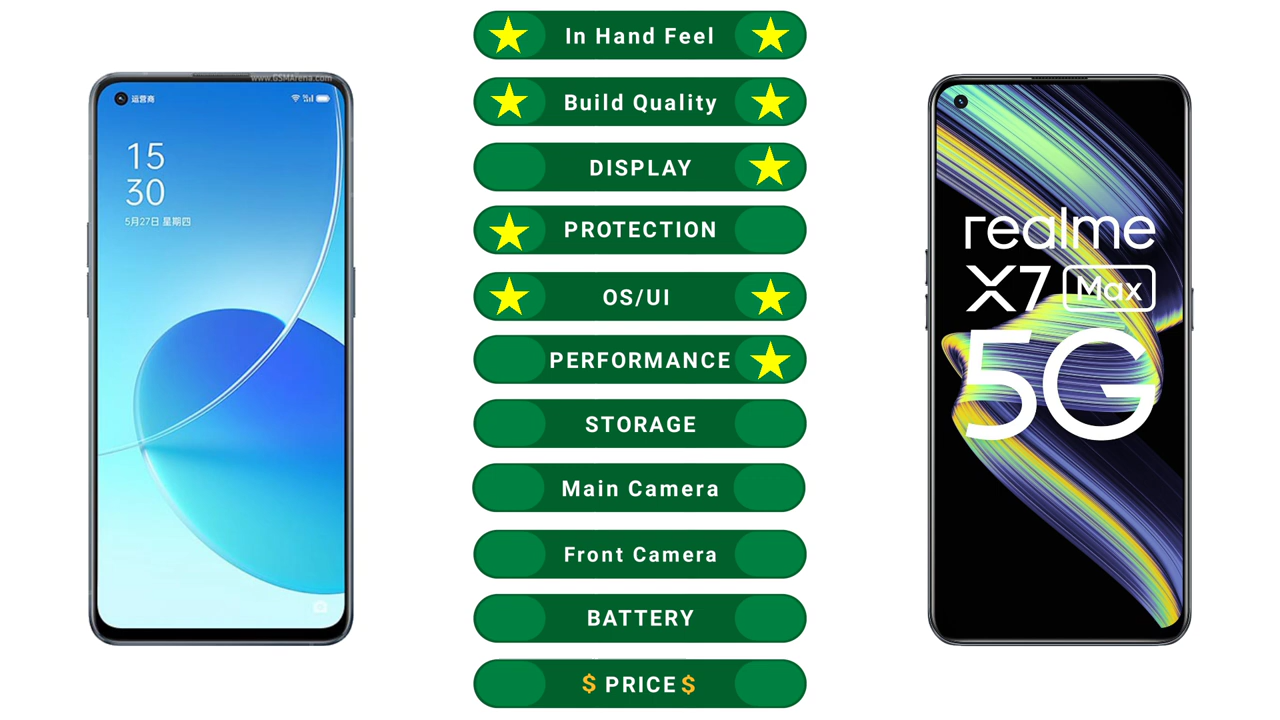 www.GSMArena.com
运营商
15
30
5月27日 星期四
In Hand Feel
Build Quality
DISPLAY
PROTECTION
OS/UI
PERFORMANCE
STORAGE
Main Camera
Front Camera
BATTERY
$ PRICE $
realme
X7 Max
5G